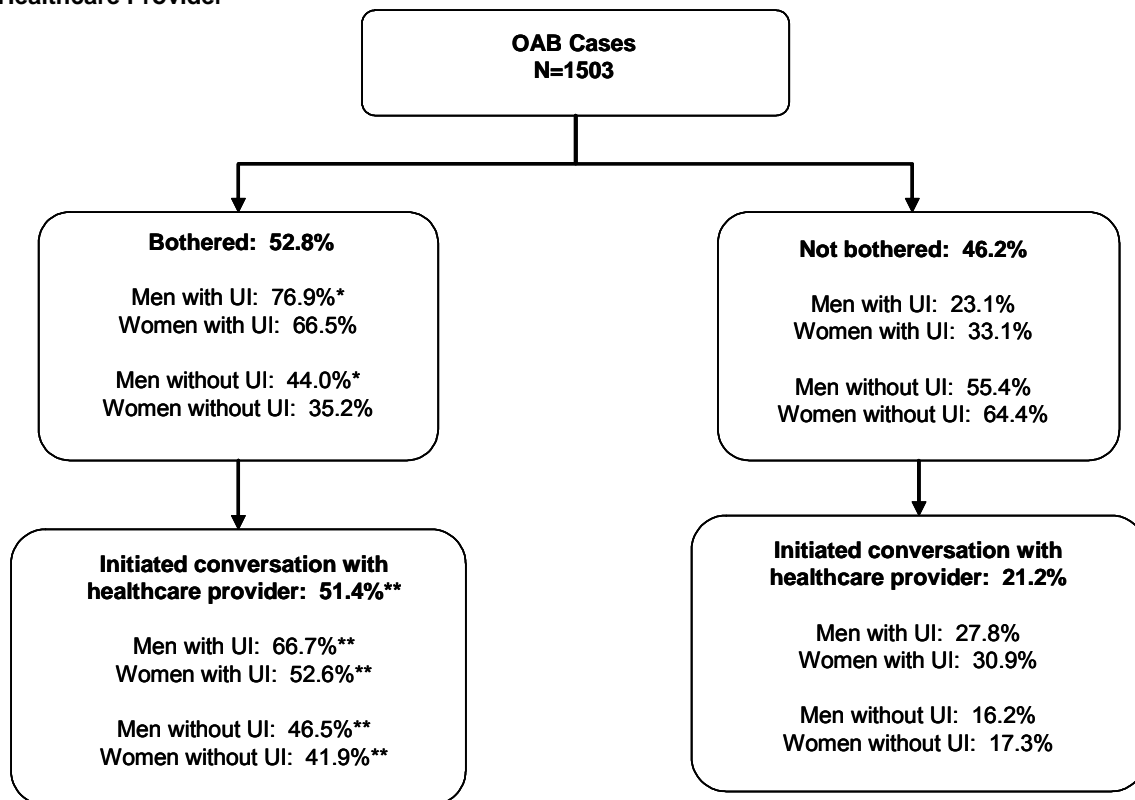 Healthcare Provider
OAB Cases
N=1503
Bothered: 52.8%
Men with UI: 76.9%*
Women with UI: 66.5%
Men without UI: 44.0%*
Women without UI: 35.2%
Not bothered: 46.2%
Men with UI: 23.1%
Women with UI: 33.1%
Men without UI: 55.4%
Women without UI: 64.4%
Initiated conversation with
healthcare provider: 51.4%**
Men with UI: 66.7%**
Women with UI: 52.6%**
Men without UI: 46.5%**
Women without UI: 41.9%**
Initiated conversation with
healthcare provider: 21.2%
Men with UI: 27.8%
Women with UI: 30.9%
Men without UI: 16.2%
Women without UI: 17.3%